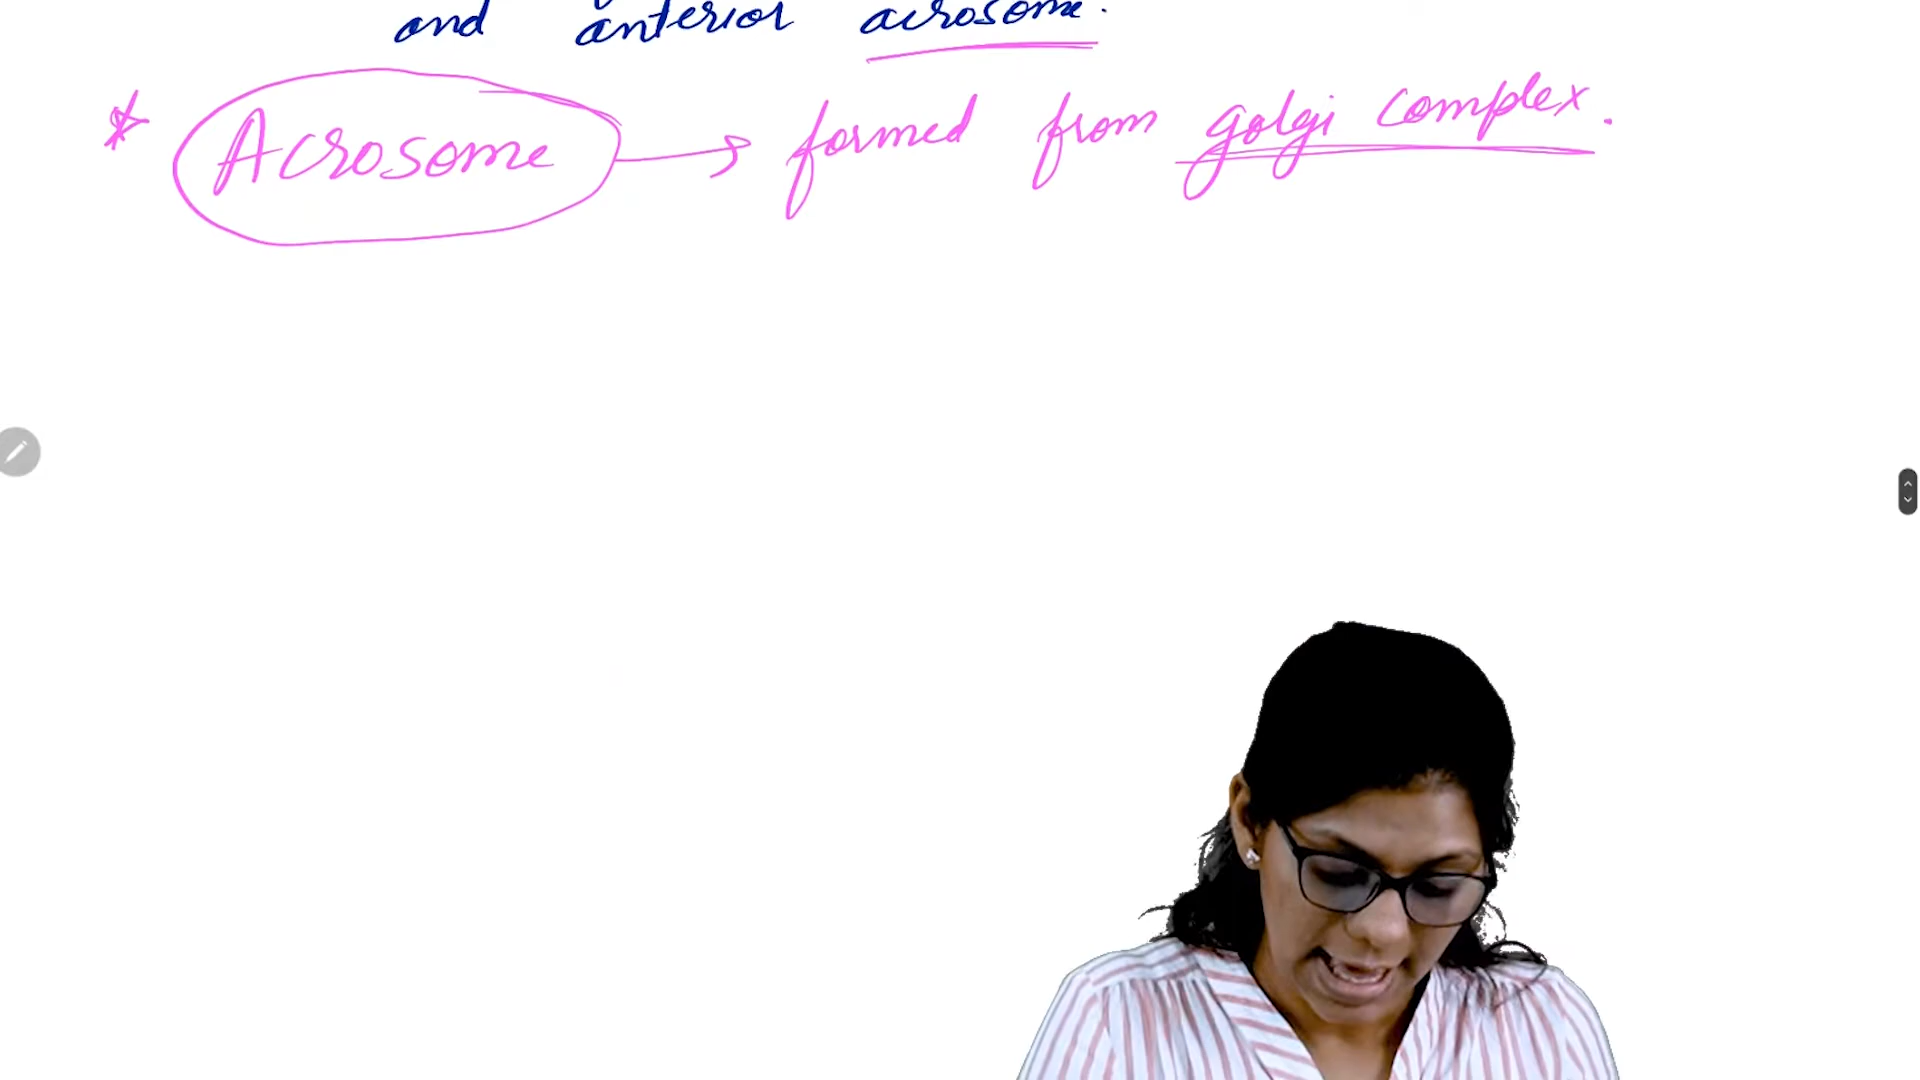 and anterior acrosome.
* Acrosome → formed from golgi complex.